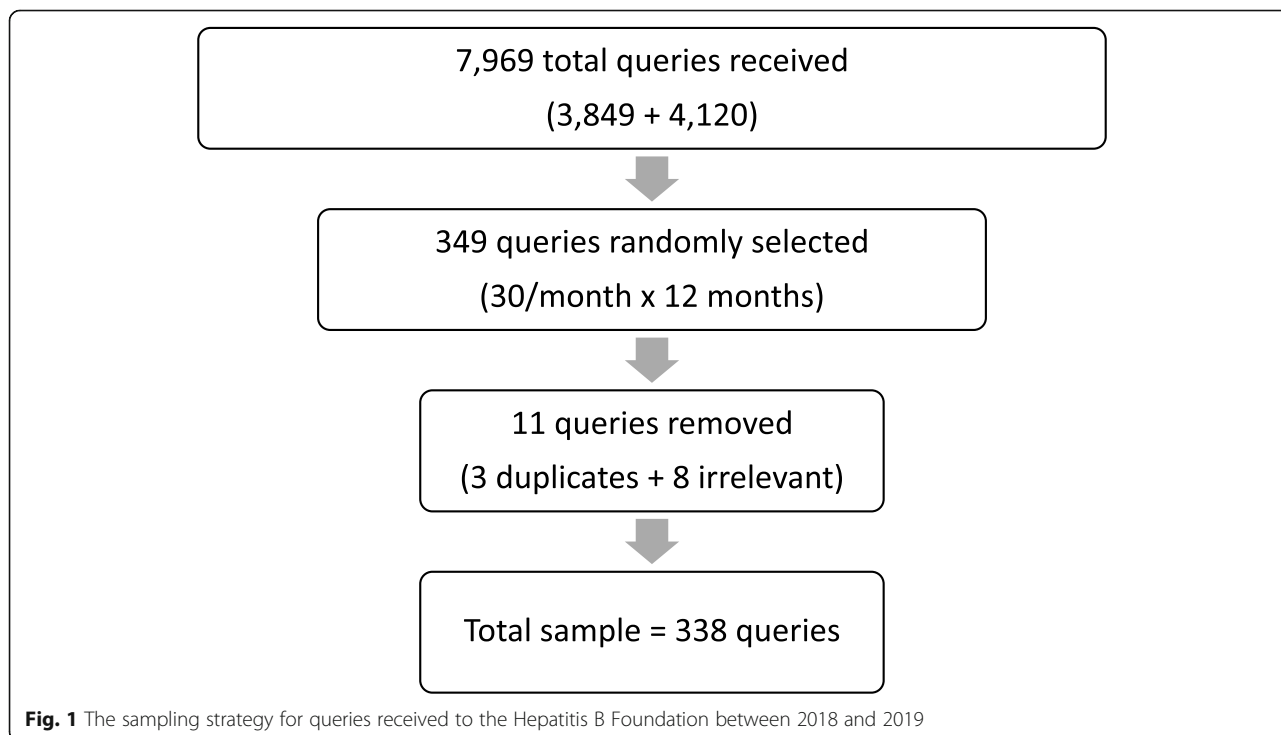 7,969 total queries received
(3,849 + 4,120)
349 queries randomly selected
(30/month x 12 months)
11 queries removed
(3 duplicates + 8 irrelevant)
Total sample = 338 queries
Fig. 1 The sampling strategy for queries received to the Hepatitis B Foundation between 2018 and 2019